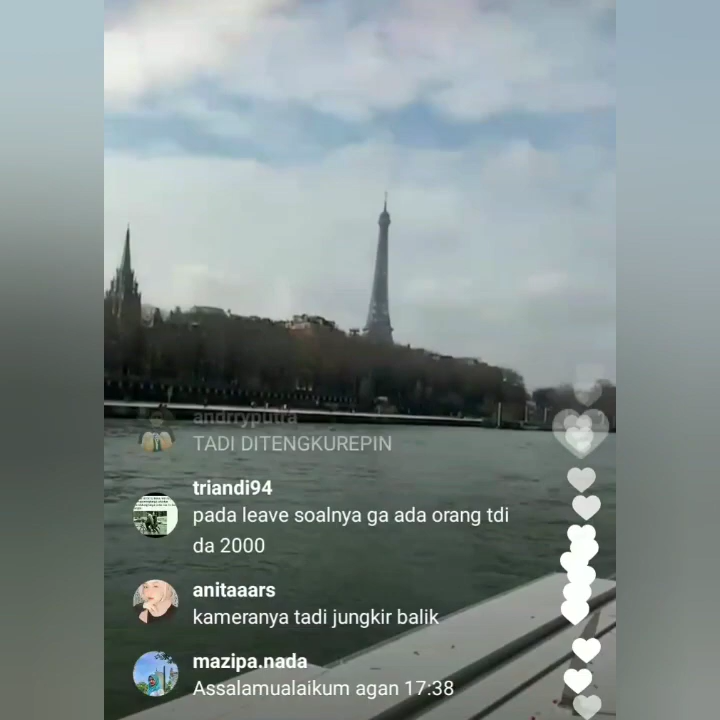 andrryputra
TADI DITENGKUREPIN
triandi94
pada leave soalnya ga ada orang tdi
da 2000
anitaaars
kameranya tadi jungkir balik
mazipa.nada
Assalamualaikum agan 17:38